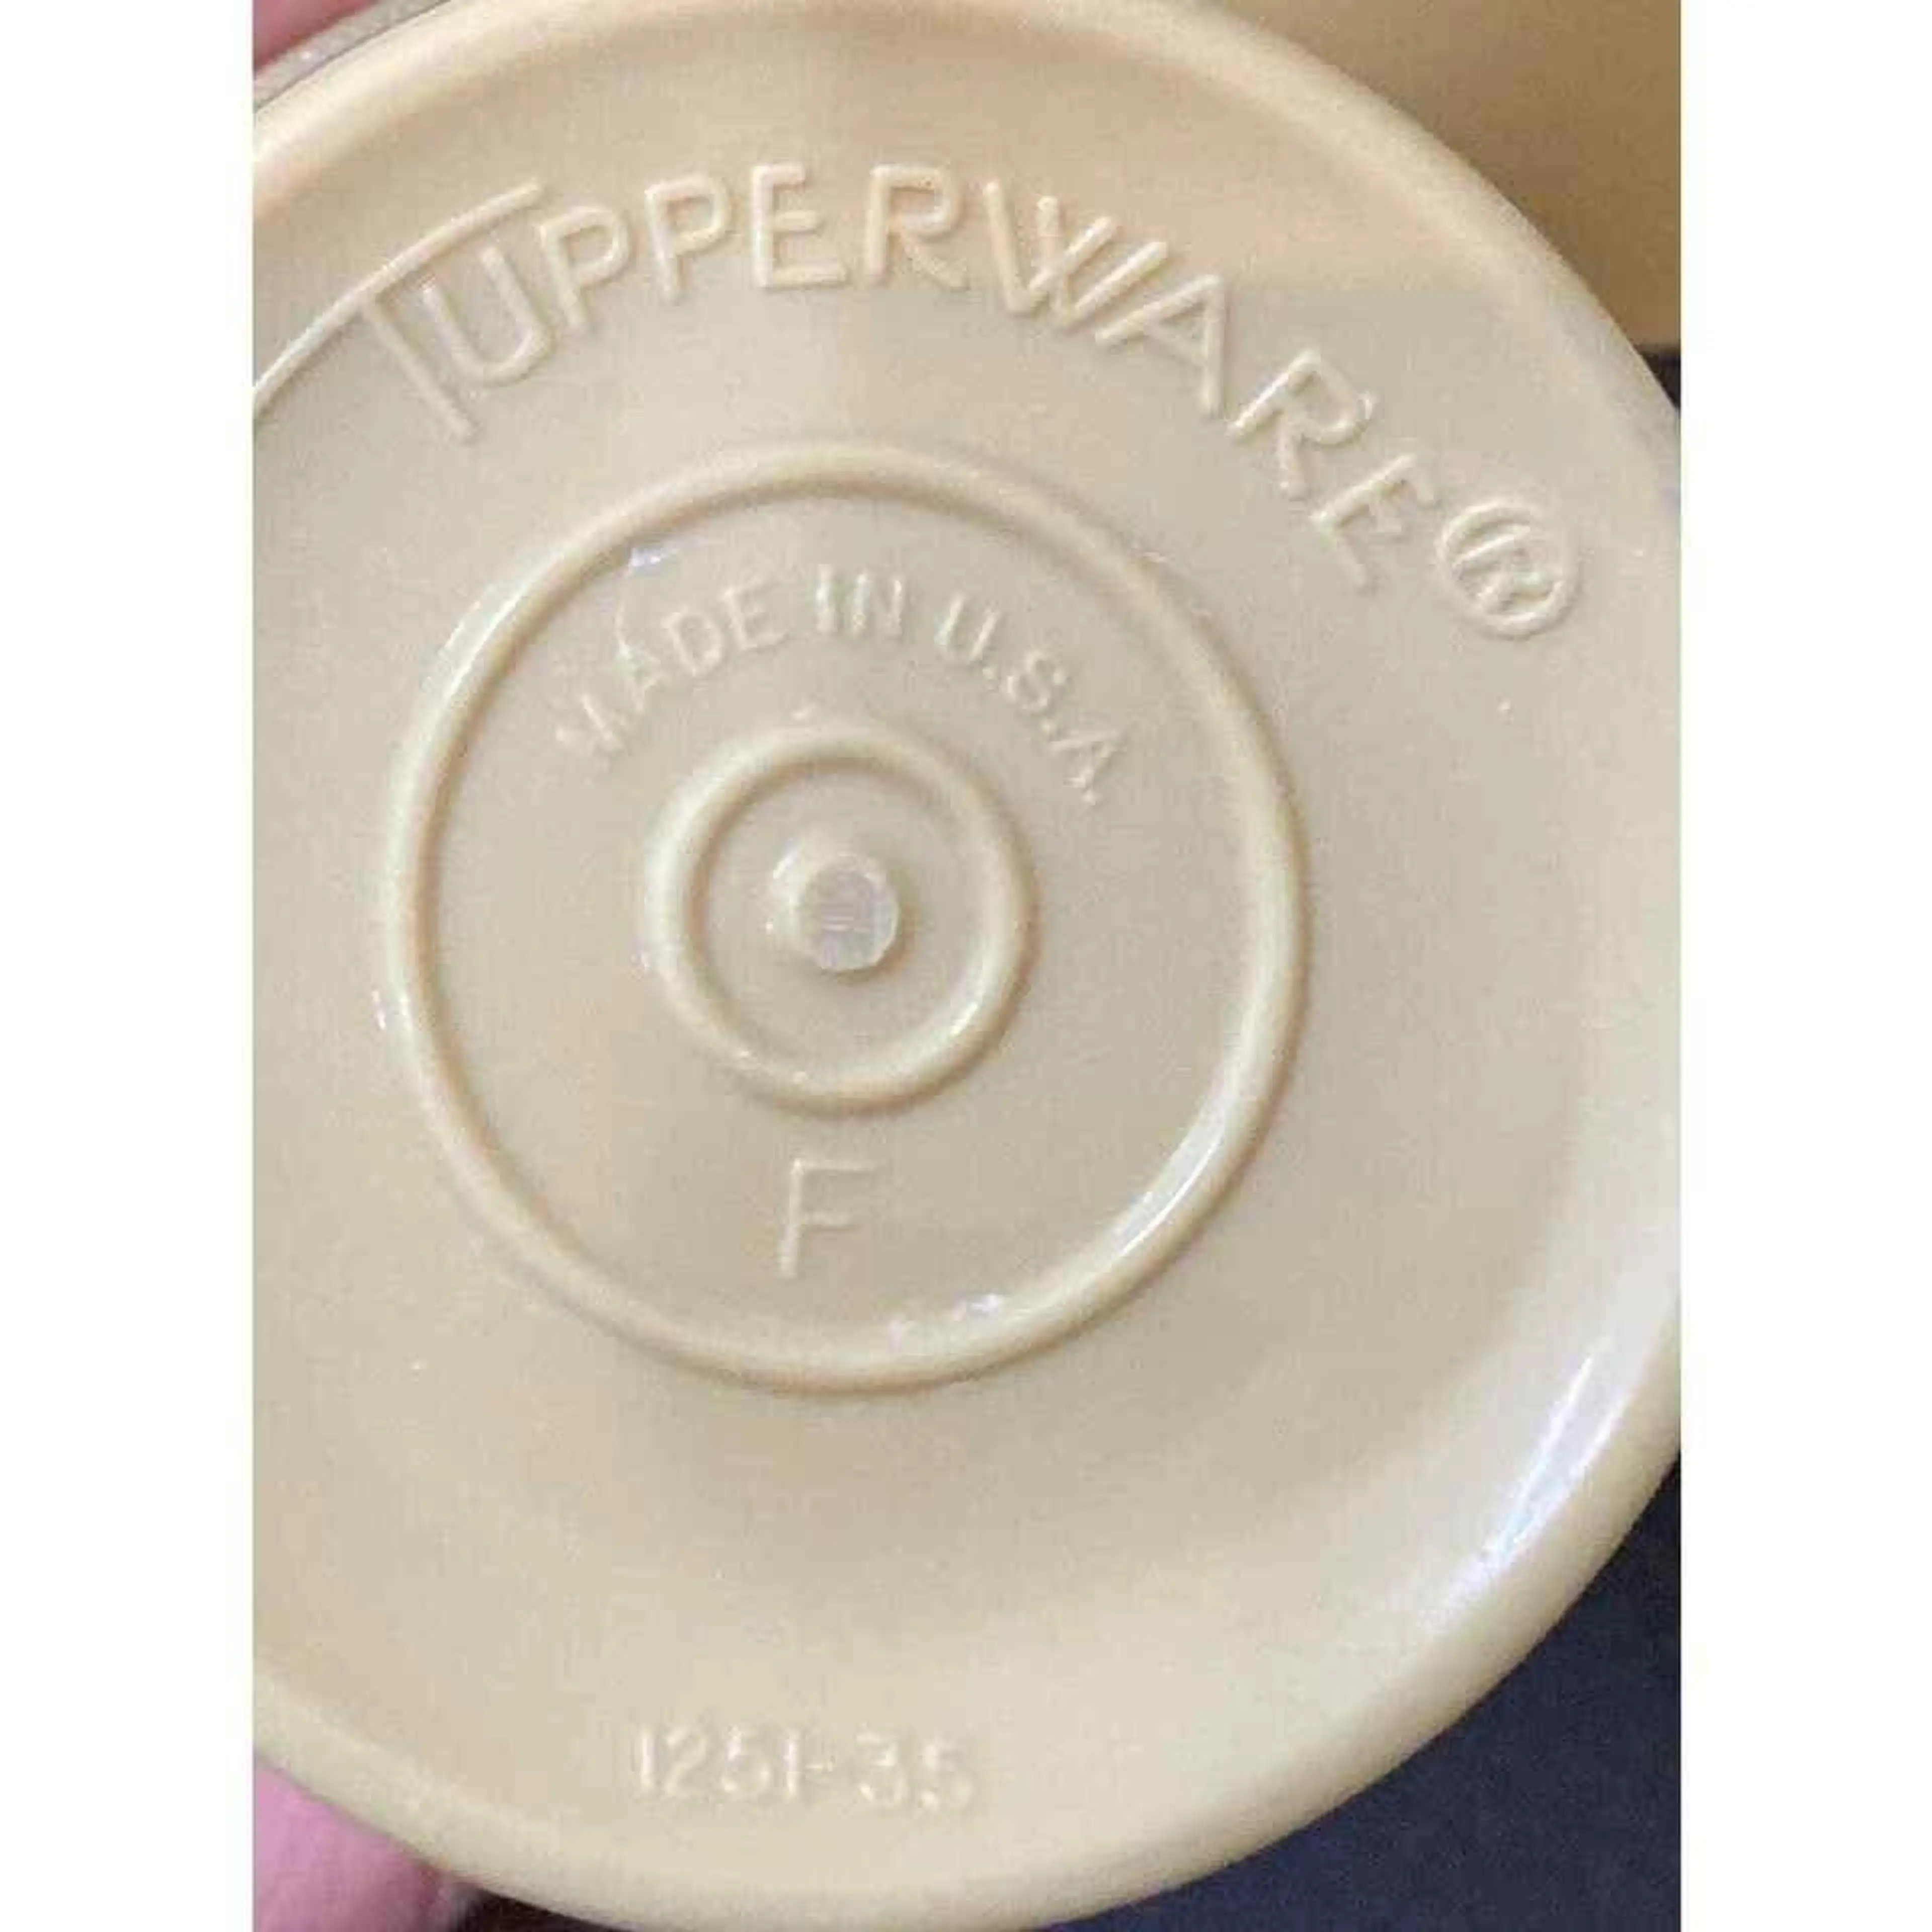 TUPPERWARE®
MADE IN U.S.A.
F
1251-35